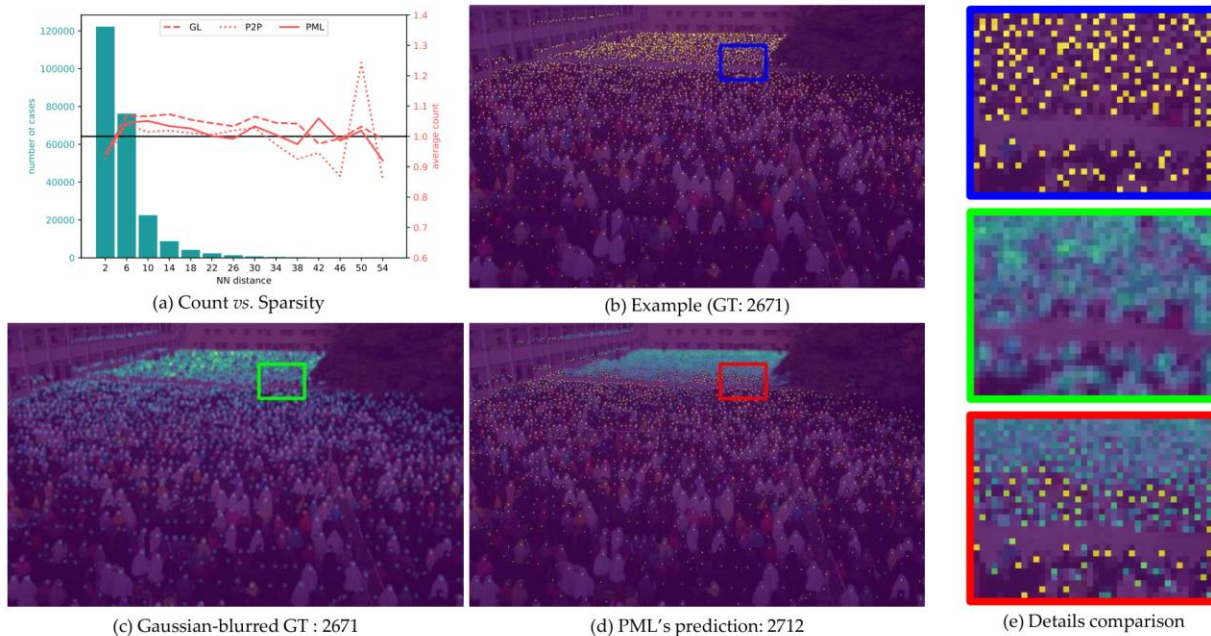 GL P2P PML
120000
100000
80000
60000
40000
20000
0
number of cases
1.4
1.3
1.2
1.1
1.0
0.9
0.8
0.7
0.6
average count
2 6 10 14 18 22 26 30 34 38 42 46 50 54
NN distance
(a) Count vs. Sparsity
(b) Example (GT: 2671)
(c) Gaussian-blurred GT : 2671
(d) PML's prediction: 2712
(e) Details comparison